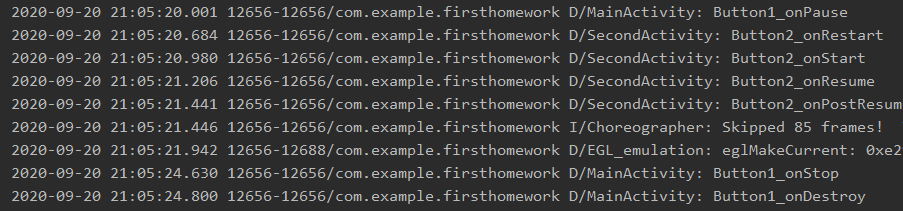 2020-09-20 21:05:20.001 12656-12656/com.example.firsthomework D/MainActivity: Button1_onPause
2020-09-20 21:05:20.684 12656-12656/com.example.firsthomework D/SecondActivity: Button2_onRestart
2020-09-20 21:05:20.980 12656-12656/com.example.firsthomework D/SecondActivity: Button2_onStart
2020-09-20 21:05:21.206 12656-12656/com.example.firsthomework D/SecondActivity: Button2_onResume
2020-09-20 21:05:21.441 12656-12656/com.example.firsthomework D/SecondActivity: Button2_onPostResum
2020-09-20 21:05:21.446 12656-12656/com.example.firsthomework I/Choreographer: Skipped 85 frames!
2020-09-20 21:05:21.942 12656-12688/com.example.firsthomework D/EGL_emulation: eglMakeCurrent: 0xe2
2020-09-20 21:05:24.630 12656-12656/com.example.firsthomework D/MainActivity: Button1_onStop
2020-09-20 21:05:24.800 12656-12656/com.example.firsthomework D/MainActivity: Button1_onDestroy